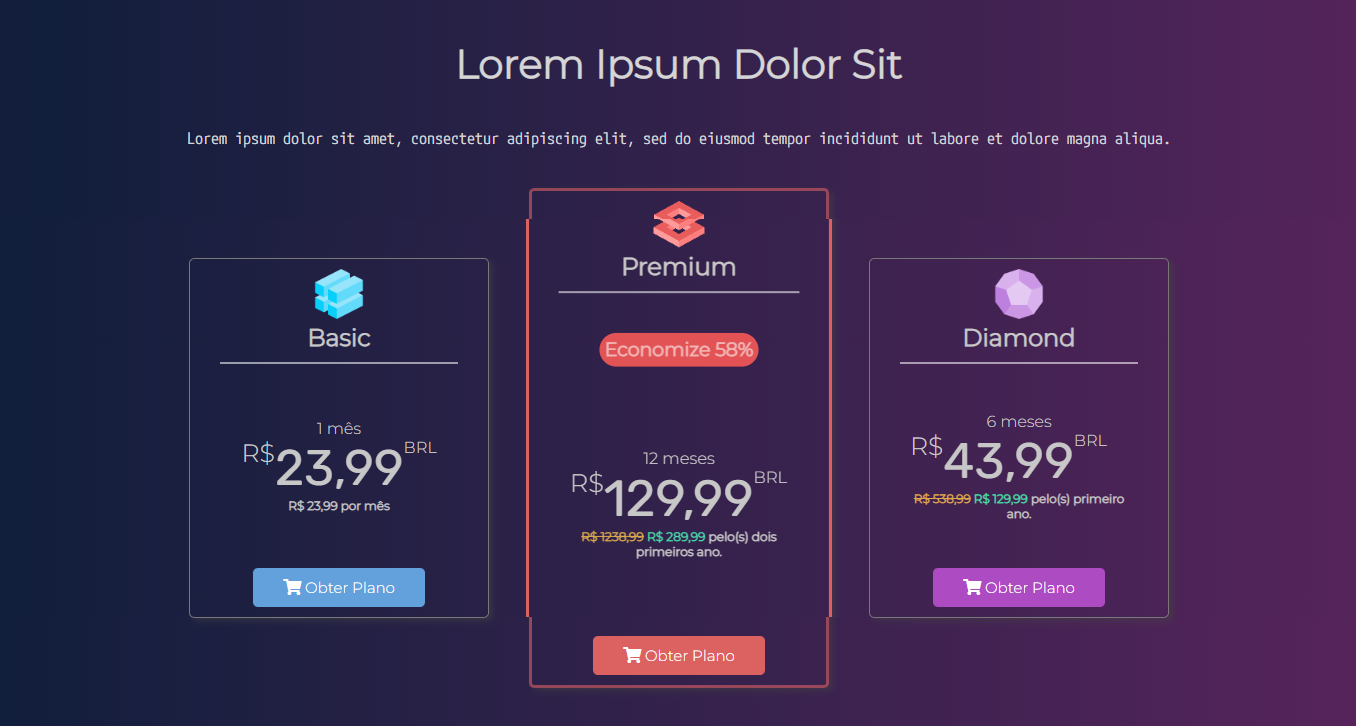 Lorem Ipsum Dolor Sit
Lorem ipsum dolor sit amet, consectetur adipiscing elit, sed do eiusmod tempor incididunt ut labore et dolore magna aliqua.
Basic
1 mês
R$23,99 BRL
R$ 23,99 por mês
Obter Plano
Premium
Economize 58%
12 meses
R$129,99 BRL
R$ 1238,99 R$ 289,99 pelo(s) dois
primeiros ano.
Obter Plano
Diamond
6 meses
R$43,99 BRL
R$ 538,99 R$ 129,99 pelo(s) primeiro
ano.
Obter Plano